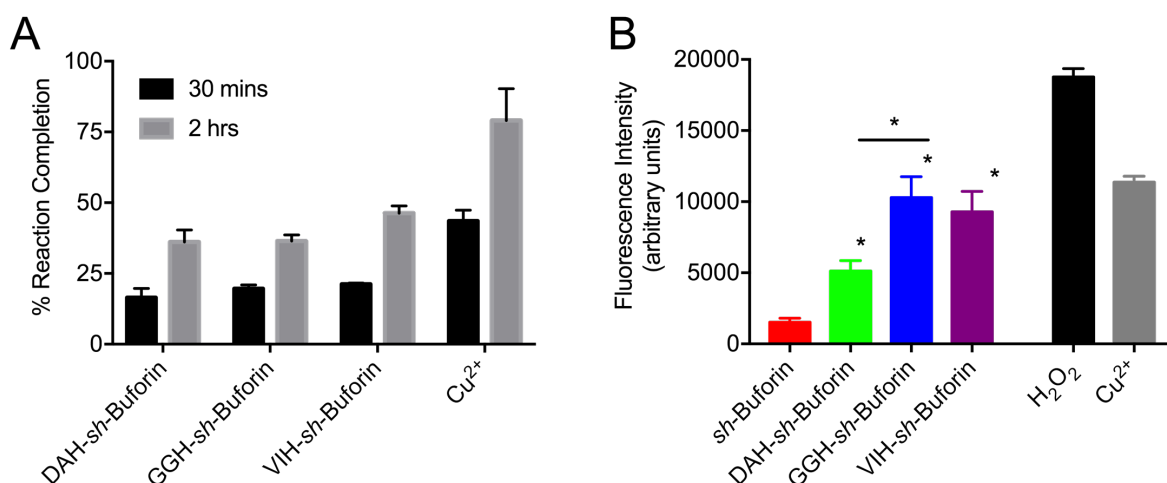 A
% Reaction Completion
100
75
50
25
0
30 mins
2 hrs
DAH-sh-Buforin
GGH-sh-Buforin
VIH-sh-Buforin
Cu²⁺
B
Fluorescence Intensity
(arbitrary units)
20000
15000
10000
5000
0
*
*
*
*
sh-Buforin
DAH-sh-Buforin
GGH-sh-Buforin
VIH-sh-Buforin
H₂O₂
Cu²⁺